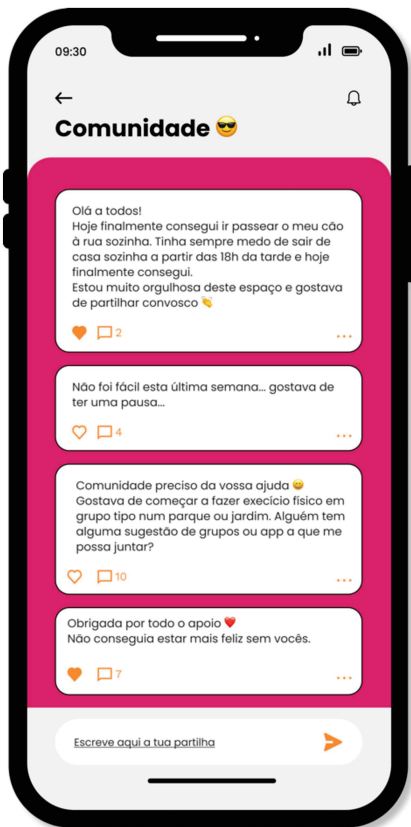 09:30
Comunidade 😎
Olá a todos!
Hoje finalmente consegui ir passear o meu cão
à rua sozinha. Tinha sempre medo de sair de
casa sozinha a partir das 18h da tarde e hoje
finalmente consegui.
Estou muito orgulhosa deste espaço e gostava
de partilhar convosco 👏
2
Não foi fácil esta última semana... gostava de
ter uma pausa...
4
Comunidade preciso da vossa ajuda 😄
Gostava de começar a fazer execício físico em
grupo tipo num parque ou jardim. Alguém tem
alguma sugestão de grupos ou app a que me
possa juntar?
10
Obrigada por todo o apoio ❤️
Não conseguia estar mais feliz sem vocês.
7
Escreve aqui a tua partilha